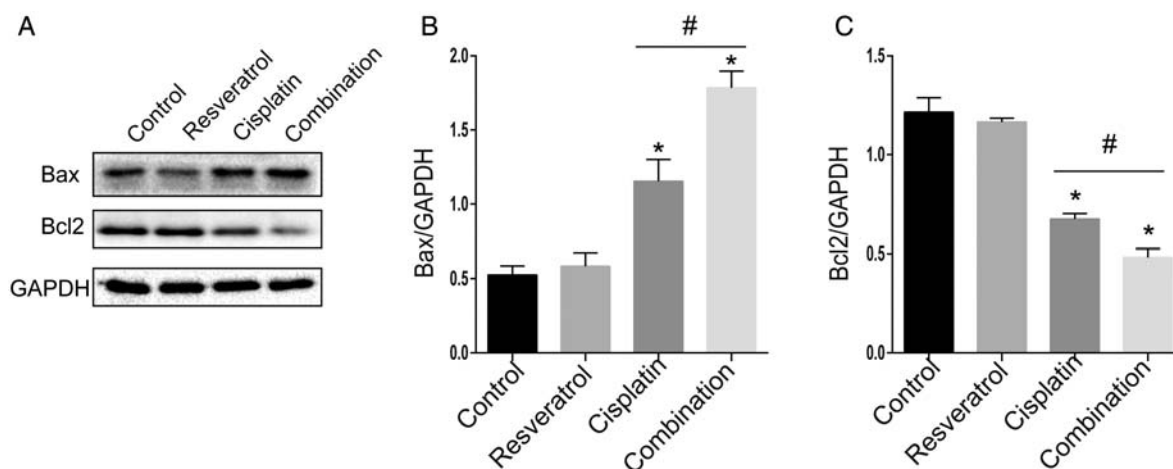 A
Control
Resveratrol
Cisplatin
Combination
Bax
Bcl2
GAPDH
B
#
*
*
2.0
1.5
1.0
0.5
0.0
Bax/GAPDH
Control
Resveratrol
Cisplatin
Combination
C
#
*
*
1.5
1.0
0.5
0.0
Bcl2/GAPDH
Control
Resveratrol
Cisplatin
Combination